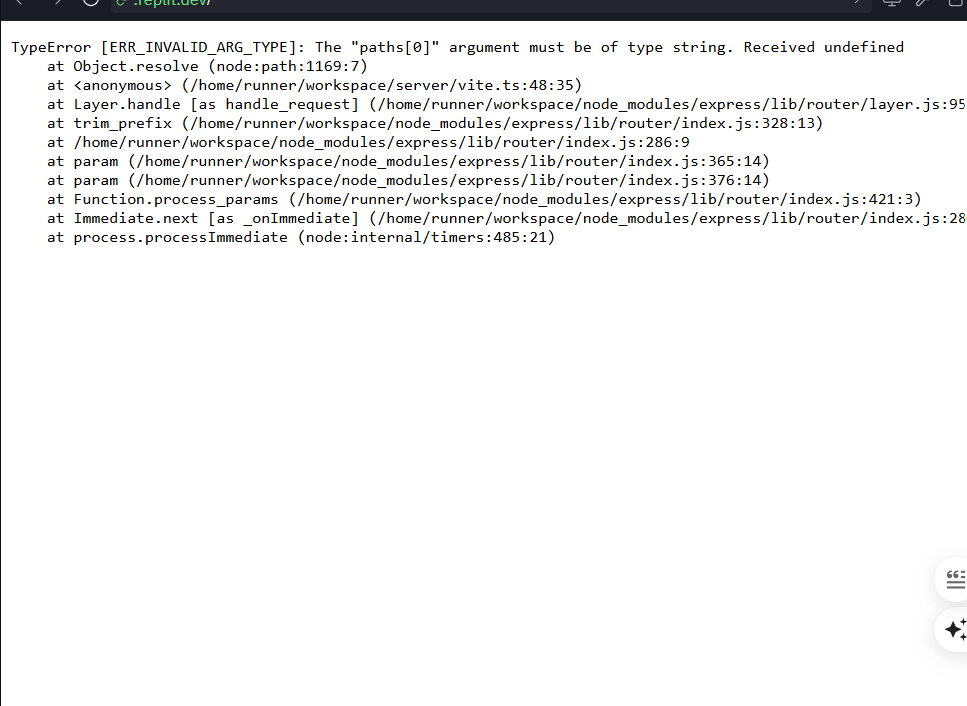 .replit.dev/
TypeError [ERR_INVALID_ARG_TYPE]: The "paths[0]" argument must be of type string. Received undefined
    at Object.resolve (node:path:1169:7)
    at <anonymous> (/home/runner/workspace/server/vite.ts:48:35)
    at Layer.handle [as handle_request] (/home/runner/workspace/node_modules/express/lib/router/layer.js:95
    at trim_prefix (/home/runner/workspace/node_modules/express/lib/router/index.js:328:13)
    at /home/runner/workspace/node_modules/express/lib/router/index.js:286:9
    at param (/home/runner/workspace/node_modules/express/lib/router/index.js:365:14)
    at param (/home/runner/workspace/node_modules/express/lib/router/index.js:376:14)
    at Function.process_params (/home/runner/workspace/node_modules/express/lib/router/index.js:421:3)
    at Immediate.next [as _onImmediate] (/home/runner/workspace/node_modules/express/lib/router/index.js:28
    at process.processImmediate (node:internal/timers:485:21)